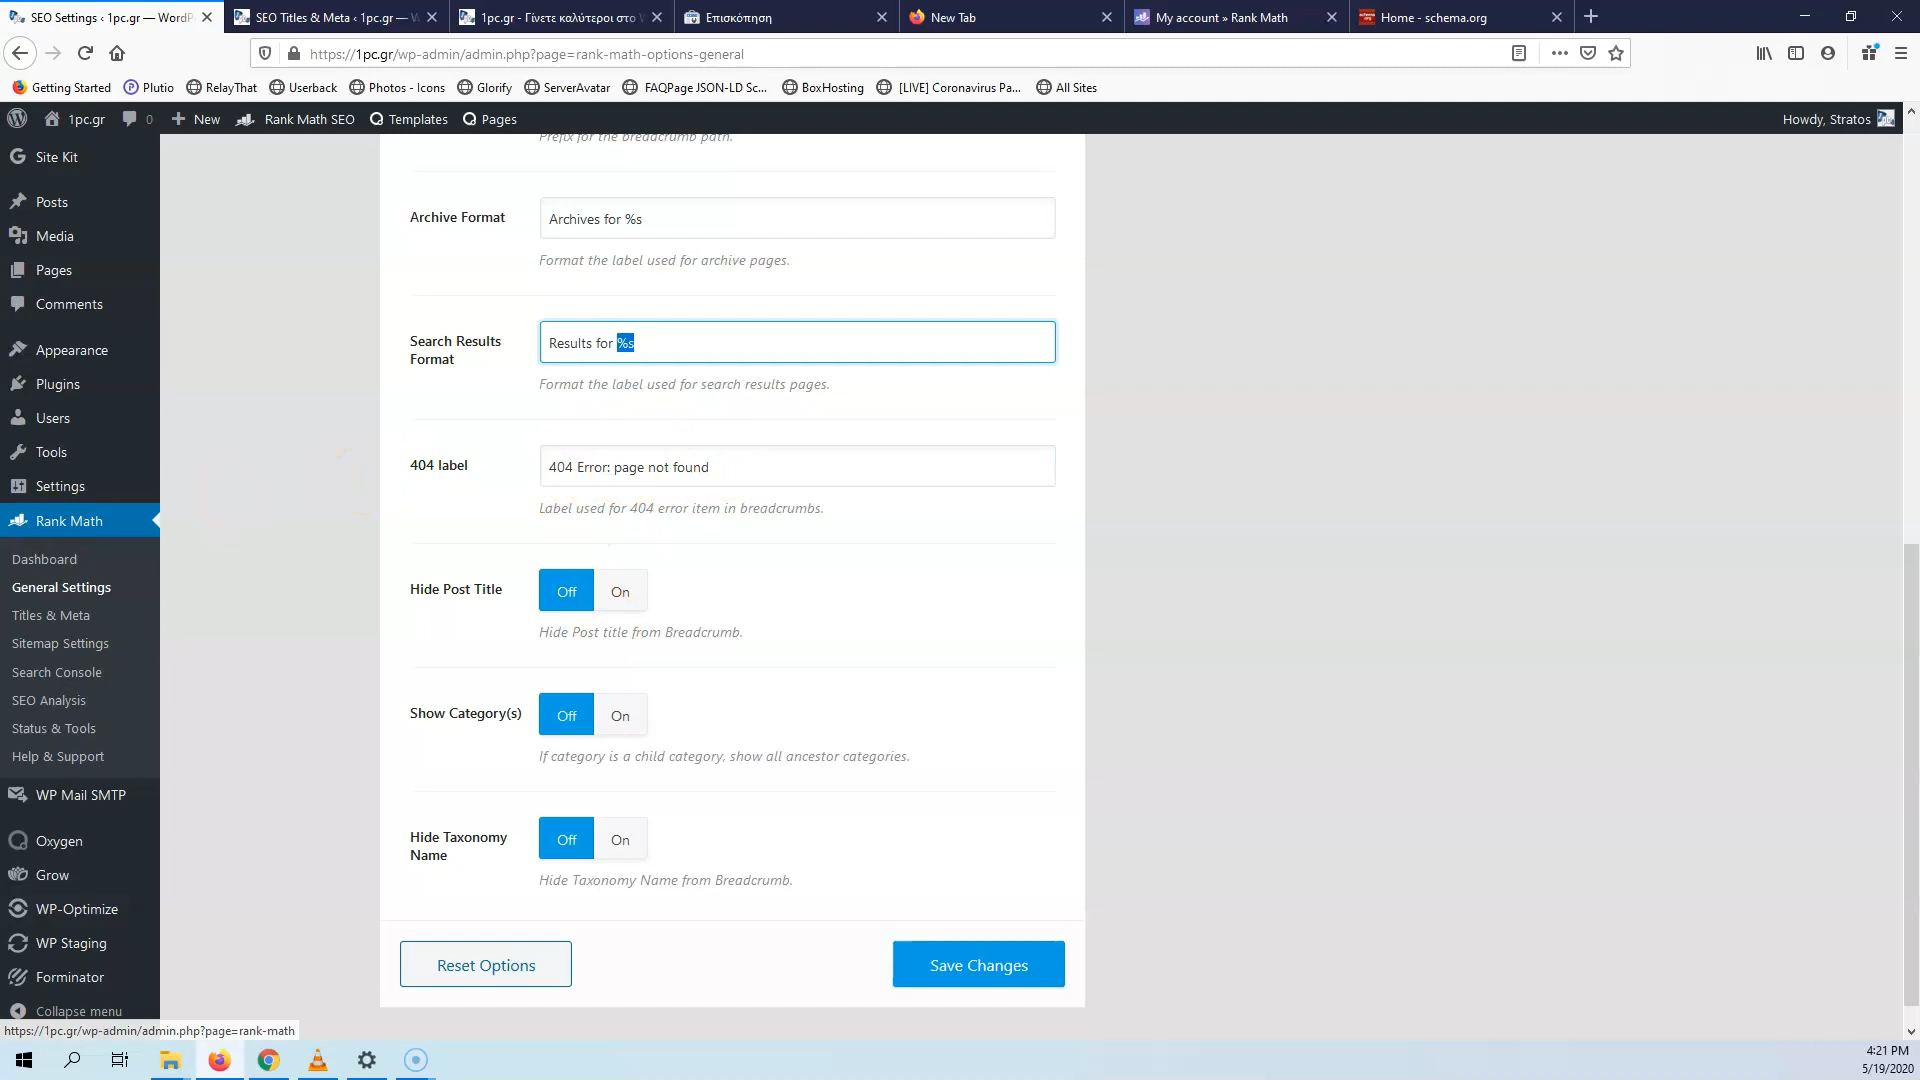 SEO Settings ‹ 1pc.gr — WordP
SEO Titles & Meta ‹ 1pc.gr — W
1pc.gr - Γίνετε καλύτεροι στο W
Επισκόπηση
New Tab
My account » Rank Math
Home - schema.org
https://1pc.gr/wp-admin/admin.php?page=rank-math-options-general
Getting Started
Plutio
RelayThat
Userback
Photos - Icons
Glorify
ServerAvatar
FAQPage JSON-LD Sc...
BoxHosting
[LIVE] Coronavirus Pa...
All Sites
1pc.gr
0
New
Rank Math SEO
Templates
Pages
Howdy, Stratos
Site Kit
Posts
Media
Pages
Comments
Appearance
Plugins
Users
Tools
Settings
Rank Math
Dashboard
General Settings
Titles & Meta
Sitemap Settings
Search Console
SEO Analysis
Status & Tools
Help & Support
WP Mail SMTP
Oxygen
Grow
WP-Optimize
WP Staging
Forminator
Collapse menu
https://1pc.gr/wp-admin/admin.php?page=rank-math
Prefix for the breadcrumb path.
Archive Format
Archives for %s
Format the label used for archive pages.
Search Results
Format
Results for %s
Format the label used for search results pages.
404 label
404 Error: page not found
Label used for 404 error item in breadcrumbs.
Hide Post Title
Off On
Hide Post title from Breadcrumb.
Show Category(s)
Off On
If category is a child category, show all ancestor categories.
Hide Taxonomy
Name
Off On
Hide Taxonomy Name from Breadcrumb.
Reset Options
Save Changes
4:21 PM
5/19/2020